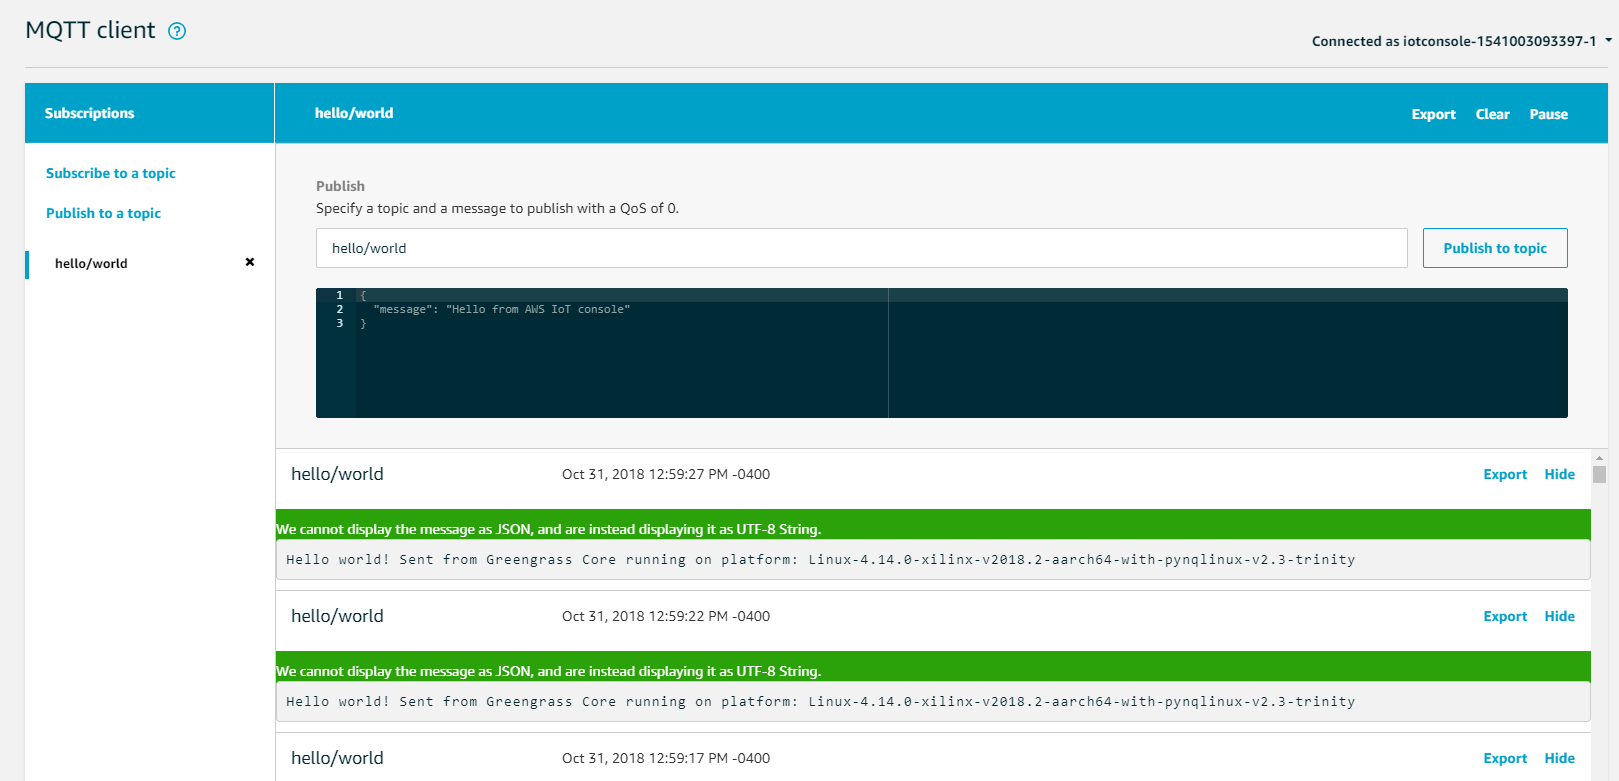 MQTT client ?
Connected as iotconsole-1541003093397-1
Subscriptions
hello/world
Export Clear Pause
Subscribe to a topic
Publish to a topic
hello/world
Publish
Specify a topic and a message to publish with a QoS of 0.
hello/world
Publish to topic
1 {
2 "message": "Hello from AWS IoT console"
3 }
hello/world Oct 31, 2018 12:59:27 PM -0400 Export Hide
We cannot display the message as JSON, and are instead displaying it as UTF-8 String.
Hello world! Sent from Greengrass Core running on platform: Linux-4.14.0-xilinx-v2018.2-aarch64-with-pynqlinux-v2.3-trinity
hello/world Oct 31, 2018 12:59:22 PM -0400 Export Hide
We cannot display the message as JSON, and are instead displaying it as UTF-8 String.
Hello world! Sent from Greengrass Core running on platform: Linux-4.14.0-xilinx-v2018.2-aarch64-with-pynqlinux-v2.3-trinity
hello/world Oct 31, 2018 12:59:17 PM -0400 Export Hide